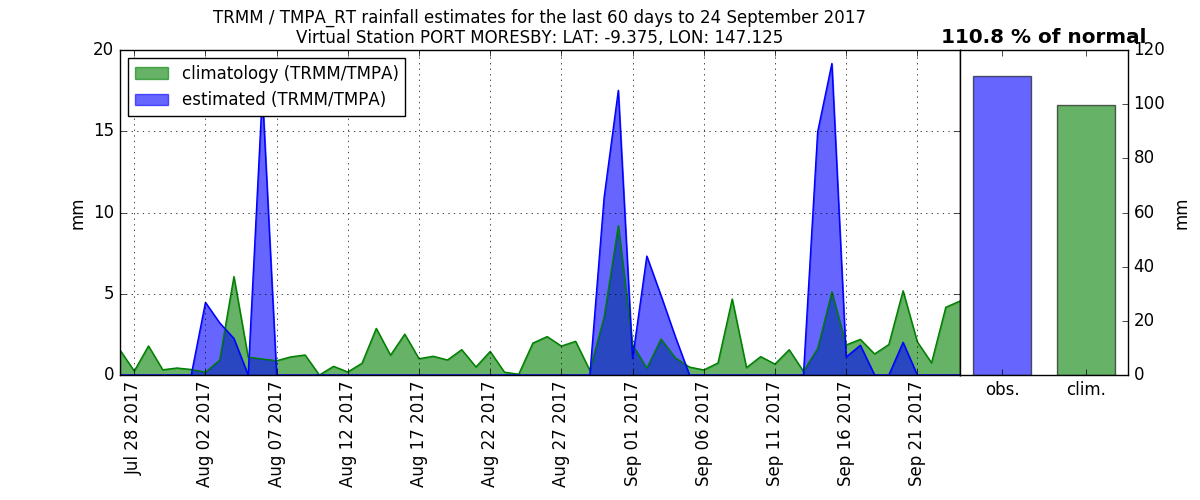 TRMM / TMPA_RT rainfall estimates for the last 60 days to 24 September 2017
Virtual Station PORT MORESBY: LAT: -9.375, LON: 147.125
110.8 % of normal
climatology (TRMM/TMPA)
estimated (TRMM/TMPA)
20
15
10
5
0
mm
120
100
80
60
40
20
0
mm
Jul 28 2017
Aug 02 2017
Aug 07 2017
Aug 12 2017
Aug 17 2017
Aug 22 2017
Aug 27 2017
Sep 01 2017
Sep 06 2017
Sep 11 2017
Sep 16 2017
Sep 21 2017
obs.
clim.